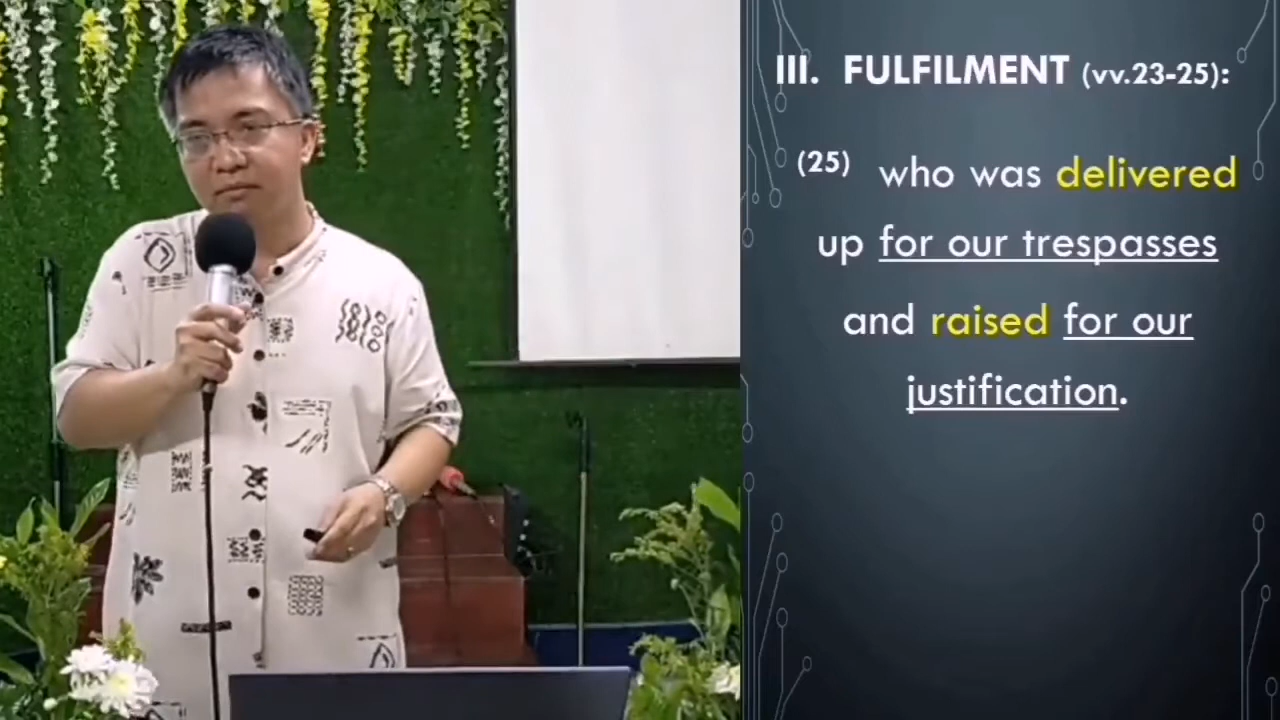 III. FULFILMENT (vv.23-25):
(25) who was delivered
up for our trespasses
and raised for our
justification.